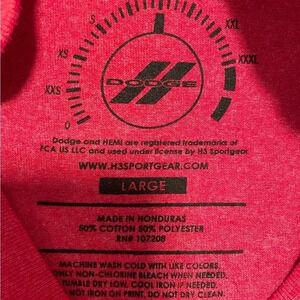 S
XS
XXS
0
XXL
XXXL
DODGE
Dodge and HEMI are registered trademarks of
FCA US LLC and used under license by H3 Sportgear
WWW.H3SPORTGEAR.COM
LARGE
MADE IN HONDURAS
50% COTTON 50% POLYESTER
RN# 107208
MACHINE WASH COLD WITH LIKE COLORS,
ONLY NON-CHLORINE BLEACH WHEN NEEDED,
TUMBLE DRY LOW, COOL IRON IF NEEDED,
NOT IRON ON PRINT, DO NOT DRY CLEAN